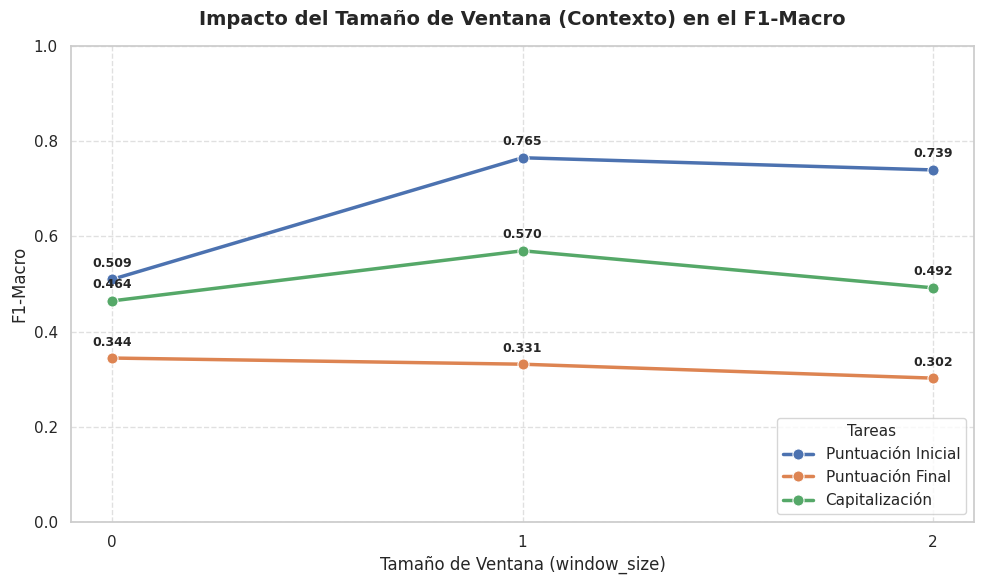 Impacto del Tamaño de Ventana (Contexto) en el F1-Macro
1.0
0.8
0.6
0.4
0.2
0.0
F1-Macro
0.509
0.464
0.344
0.765
0.570
0.331
0.739
0.492
0.302
Tareas
Puntuación Inicial
Puntuación Final
Capitalización
0
1
2
Tamaño de Ventana (window_size)